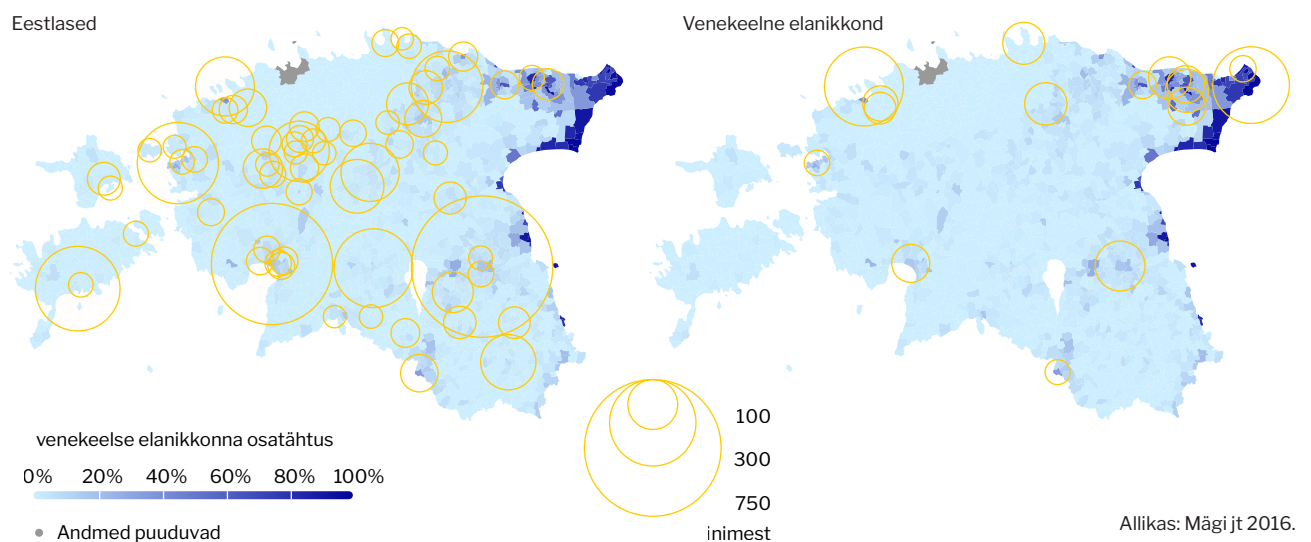 Eestlased
Venekeelne elanikkond
venekeelse elanikkonna osatähtus
0% 20% 40% 60% 80% 100%
Andmed puuduvad
100
300
750
inimest
Allikas: Mägi jt 2016.